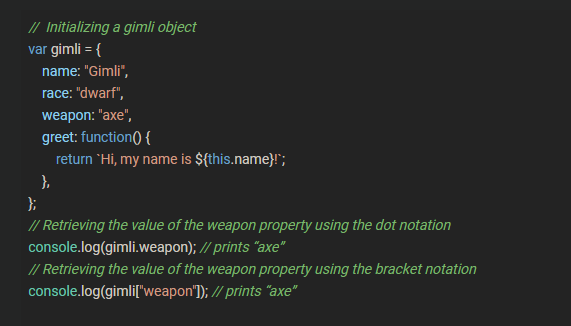 //  Initializing a gimli object
var gimli = {
name: "Gimli",
race: "dwarf",
weapon: "axe",
greet: function() {
return `Hi, my name is ${this.name}!`;
},
};
// Retrieving the value of the weapon property using the dot notation
console.log(gimli.weapon); // prints “axe”
// Retrieving the value of the weapon property using the bracket notation
console.log(gimli["weapon"]); // prints “axe”